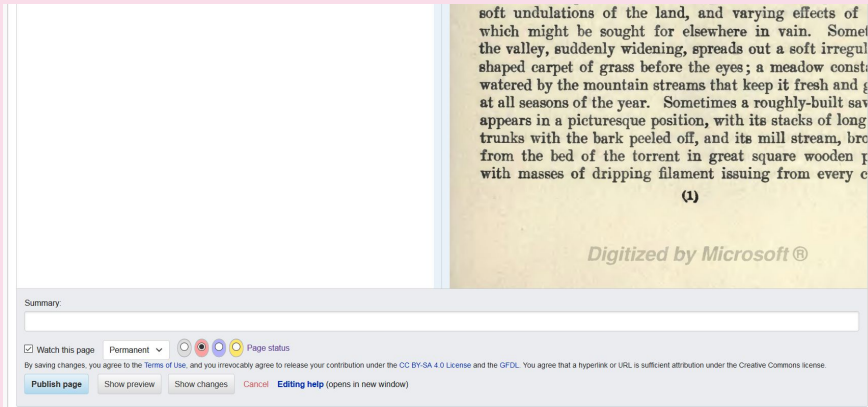 soft undulations of the land, and varying effects of
which might be sought for elsewhere in vain. Somet
the valley, suddenly widening, spreads out a soft irregul
shaped carpet of grass before the eyes; a meadow consta
watered by the mountain streams that keep it fresh and g
at all seasons of the year. Sometimes a roughly-built saw
appears in a picturesque position, with its stacks of long
trunks with the bark peeled off, and its mill stream, bro
from the bed of the torrent in great square wooden p
with masses of dripping filament issuing from every c
(1)
Digitized by Microsoft ®
Summary:
Watch this page Permanent Page status
By saving changes, you agree to the Terms of Use, and you irrevocably agree to release your contribution under the CC BY-SA 4.0 License and the GFDL. You agree that a hyperlink or URL is sufficient attribution under the Creative Commons license.
Publish page Show preview Show changes Cancel Editing help (opens in new window)